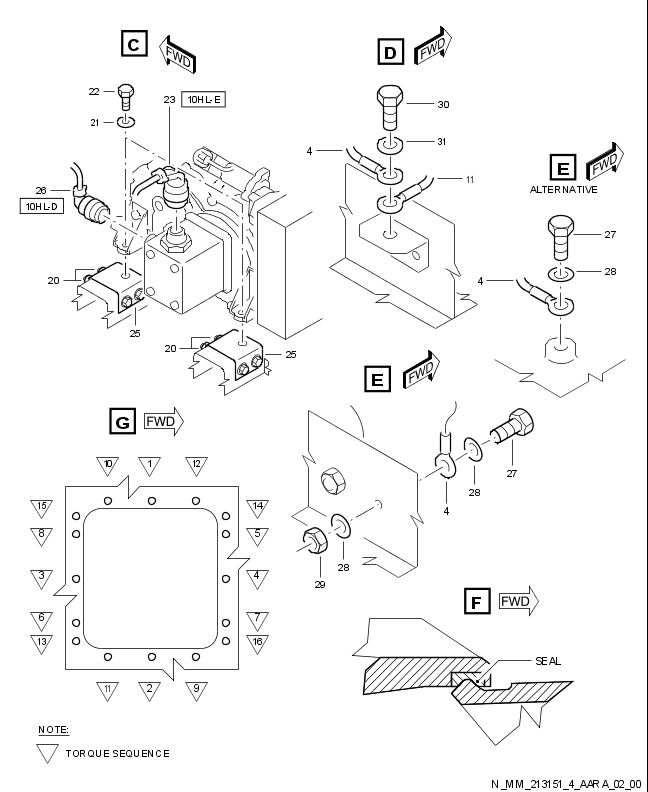 C FWD
22
21
23 10HL-E
26
10HL-D
20
25
20
25
D FWD
30
31
4
11
E FWD
ALTERNATIVE
27
28
4
E FWD
27
28
4
28
29
G FWD
10 1 12
15 14
8 5
3 4
6 7
13 16
11 2 9
F FWD
SEAL
NOTE:
TORQUE SEQUENCE
N_MM_213151_4_AARA_02_00